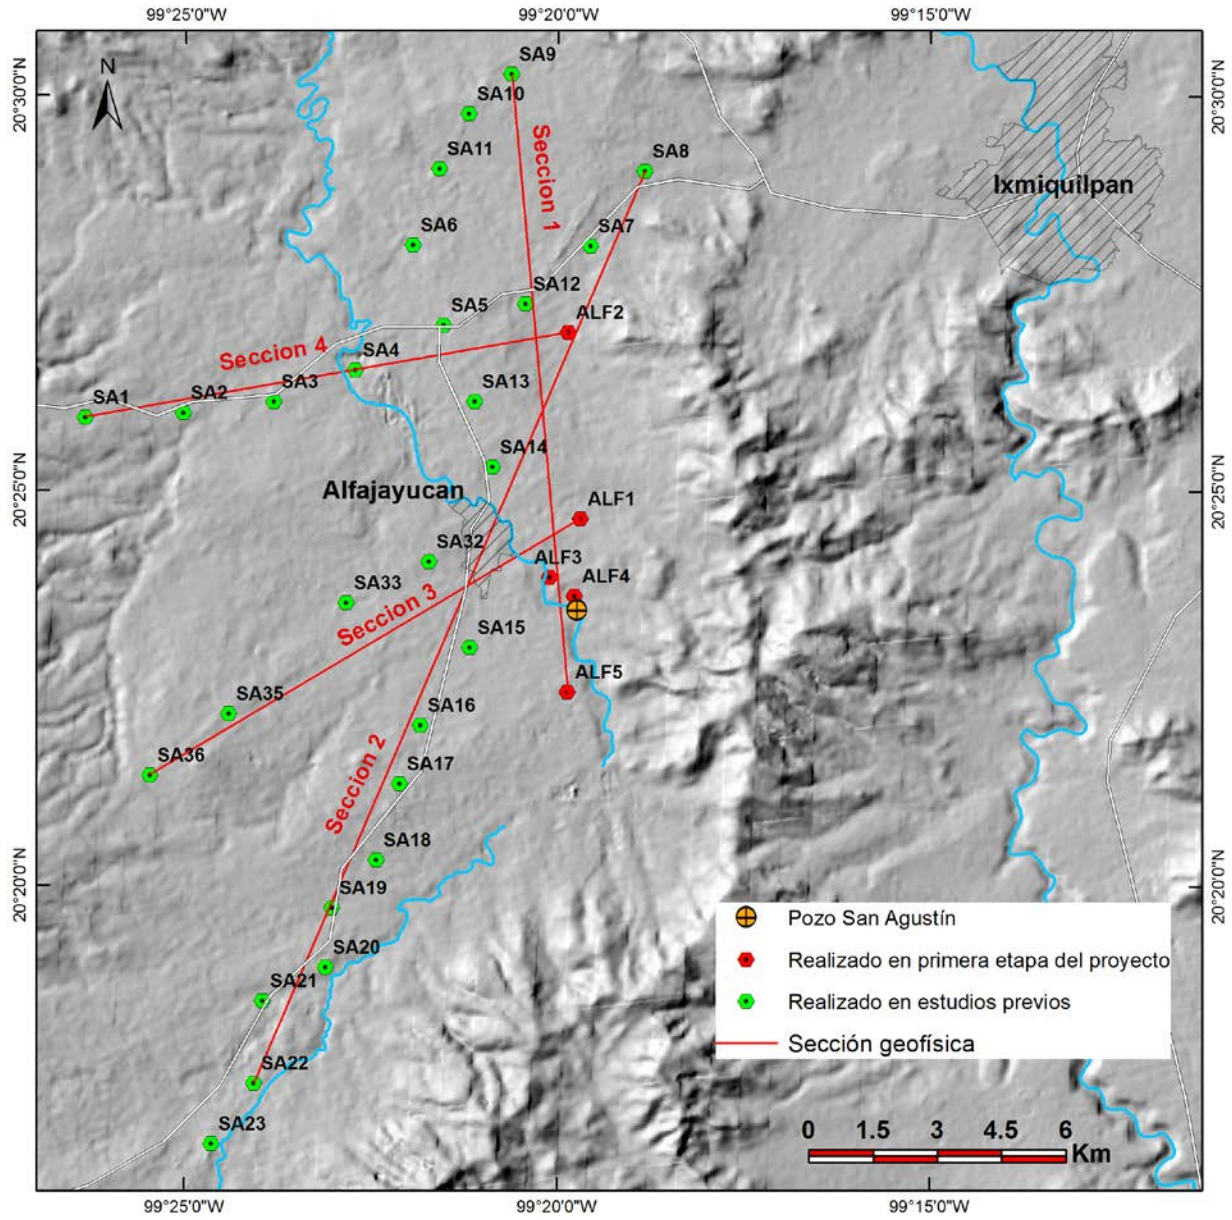 99°25'0"W 99°20'0"W 99°15'0"W
N
SA9
20°30'0"N
20°30'0"N
SA10
Seccion 1
SA11
SA8
Ixmiquilpan
SA6
SA7
SA12
SA5
ALF2
Seccion 4
SA4
SA1
SA2
SA3
SA13
SA14
Alfajayucan
20°25'0"N
20°25'0"N
ALF1
SA32
ALF3
ALF4
SA33
Seccion 3
SA15
ALF5
SA35
SA16
SA36
Seccion 2
SA17
SA18
20°20'0"N
20°20'0"N
SA19
Pozo San Agustín
SA20
Realizado en primera etapa del proyecto
SA21
Realizado en estudios previos
Sección geofísica
SA22
SA23
0 1.5 3 4.5 6
Km
99°25'0"W 99°20'0"W 99°15'0"W